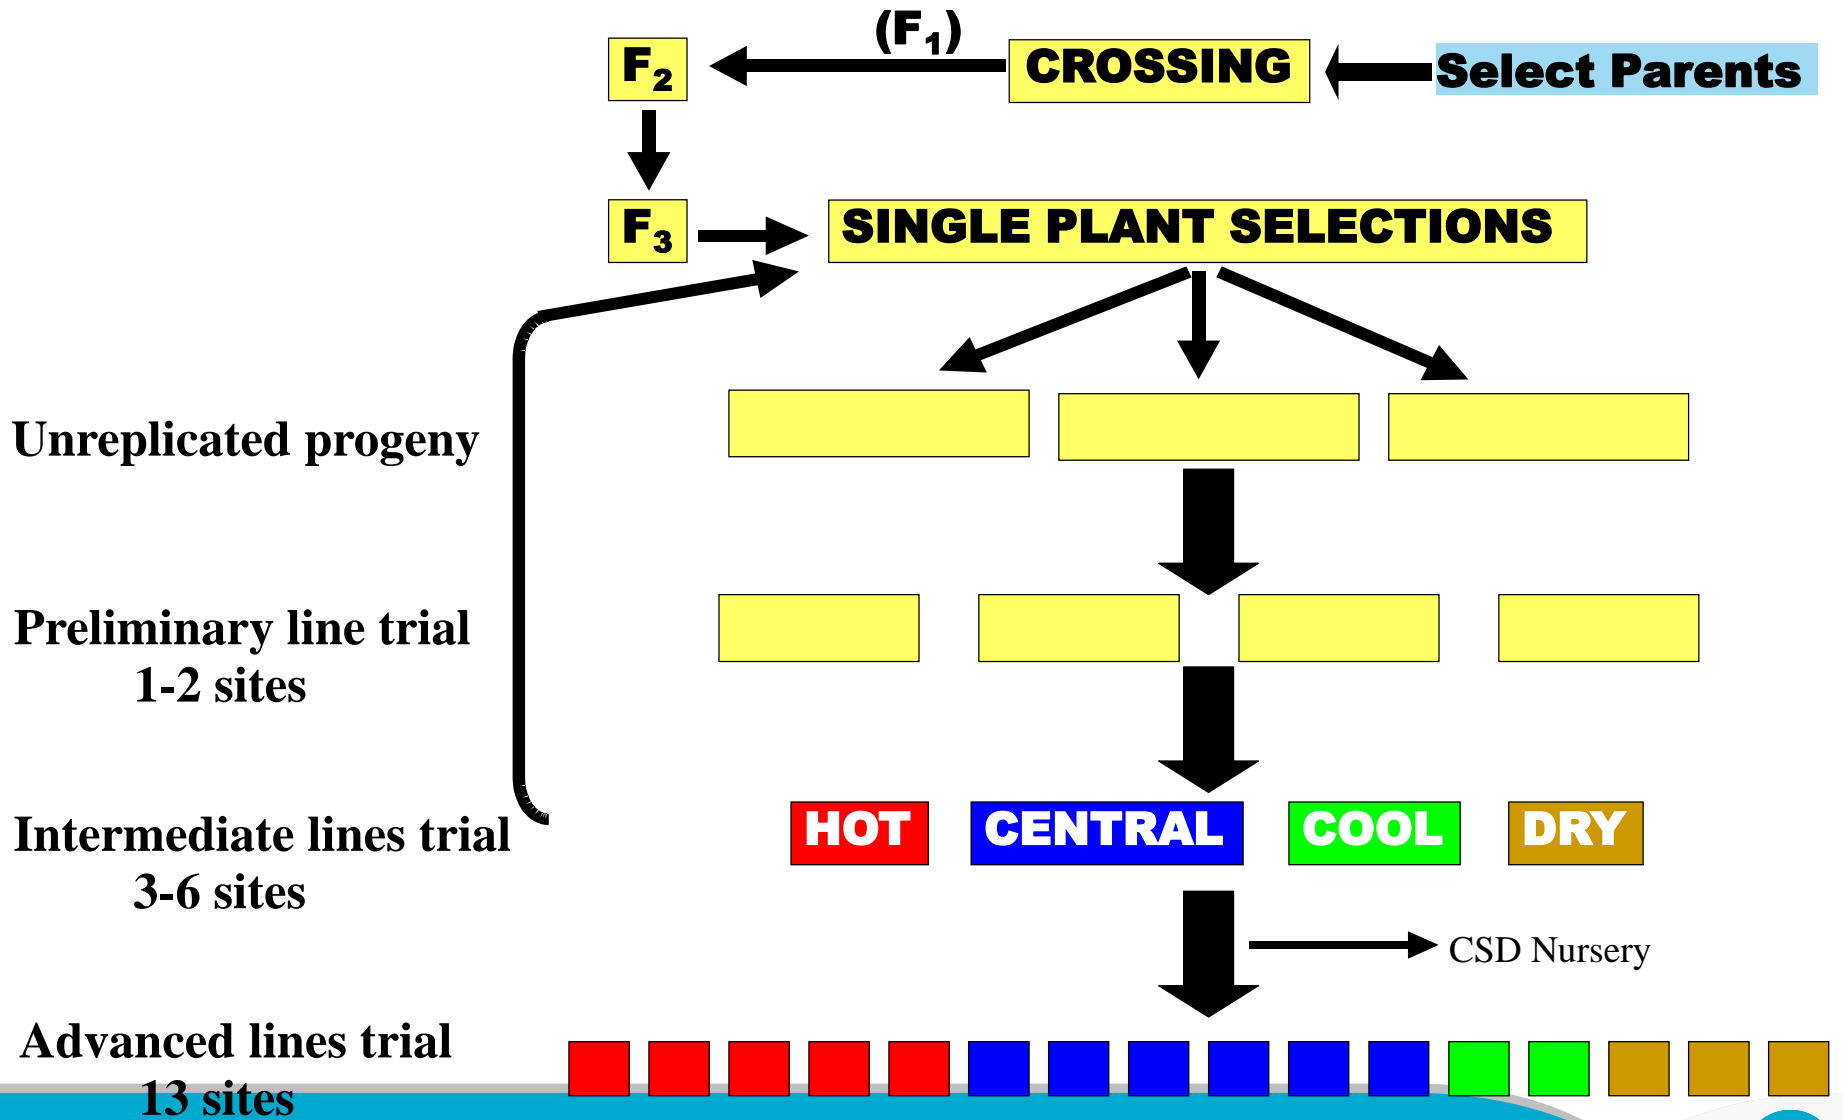 (F₁)
F₂
CROSSING
Select Parents
F₃
SINGLE PLANT SELECTIONS
Unreplicated progeny
Preliminary line trial
1-2 sites
Intermediate lines trial
3-6 sites
HOT
CENTRAL
COOL
DRY
CSD Nursery
Advanced lines trial
13 sites